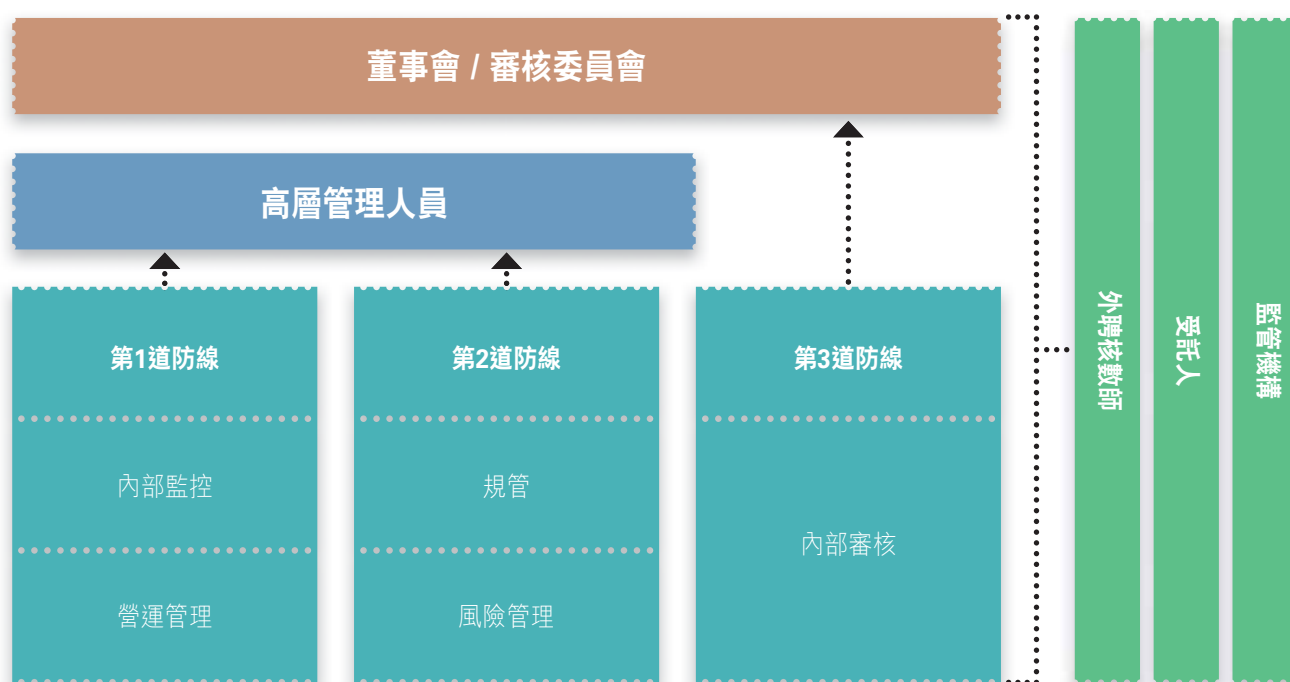 董事會 / 審核委員會
高層管理人員
第1道防線
內部監控
營運管理
第2道防線
規管
風險管理
第3道防線
內部審核
外聘核數師
受託人
監管機構